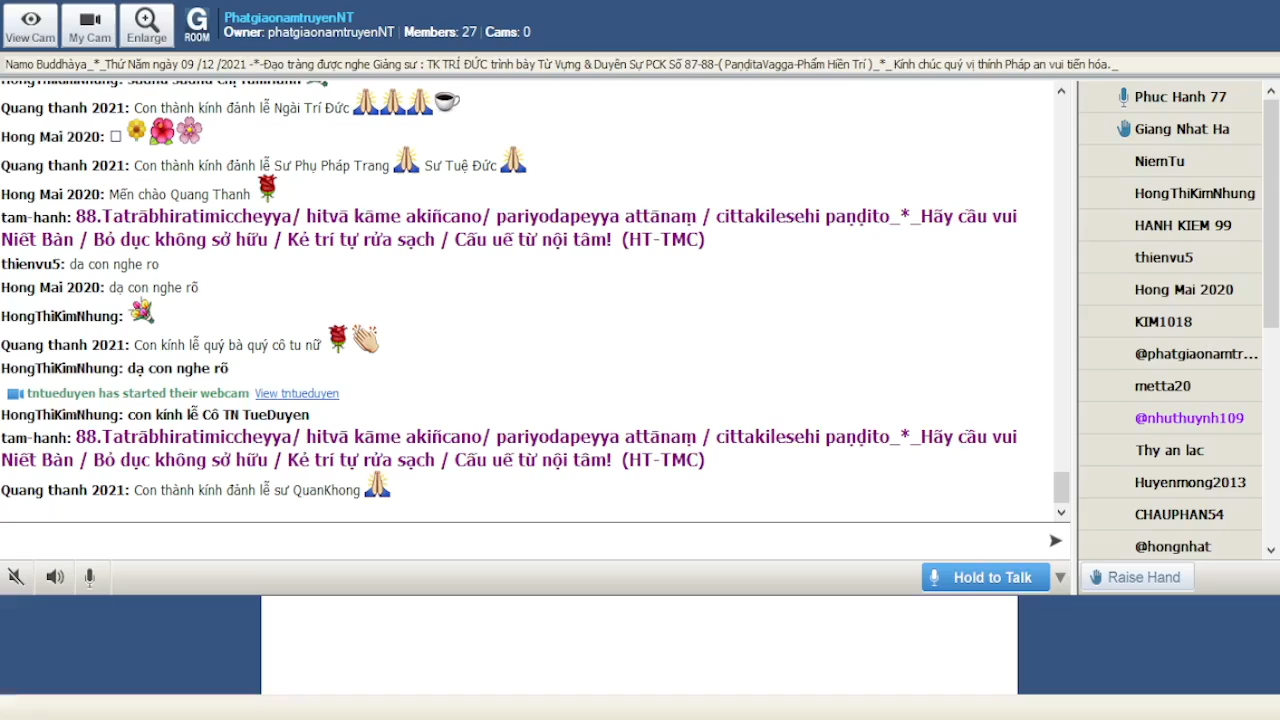 View Cam
My Cam
Enlarge
G
ROOM
PhatgiaonamtruyenNT
Owner: phatgiaonamtruyenNT | Members: 27 | Cams: 0
Namo Buddhàya_*_Thứ Năm ngày 09 /12 /2021 -*-Đạo tràng được nghe Giảng sư : TK TRÍ ĐỨC trình bày Từ Vựng & Duyên Sự PCK Số 87-88-( PaṇḍitaVagga-Phẩm Hiền Trí )_*_ Kính chúc quý vị thính Pháp an vui tiến hóa._
Quang thanh 2021: Con thành kính đảnh lễ Ngài Trí Đức
Hong Mai 2020:
Quang thanh 2021: Con thành kính đảnh lễ Sư Phụ Pháp Trang Sư Tuệ Đức
Hong Mai 2020: Mến chào Quang Thanh
tam-hanh: 88.Tatrābhiratimiccheyya/ hitvā kāme akiñcano/ pariyodapeyya attānaṃ / cittakilesehi paṇḍito_*_Hãy cầu vui
Niết Bàn / Bỏ dục không sở hữu / Kẻ trí tự rửa sạch / Cấu uế từ nội tâm! (HT-TMC)
thienvu5: da con nghe ro
Hong Mai 2020: dạ con nghe rõ
HongThiKimNhung:
Quang thanh 2021: Con kính lễ quý bà quý cô tu nữ
HongThiKimNhung: dạ con nghe rõ
tntueduyen has started their webcam View tntueduyen
HongThiKimNhung: con kính lễ Cô TN TueDuyen
tam-hanh: 88.Tatrābhiratimiccheyya/ hitvā kāme akiñcano/ pariyodapeyya attānaṃ / cittakilesehi paṇḍito_*_Hãy cầu vui
Niết Bàn / Bỏ dục không sở hữu / Kẻ trí tự rửa sạch / Cấu uế từ nội tâm! (HT-TMC)
Quang thanh 2021: Con thành kính đảnh lễ sư QuanKhong
Hold to Talk
Phuc Hanh 77
Giang Nhat Ha
NiemTu
HongThiKimNhung
HANH KIEM 99
thienvu5
Hong Mai 2020
KIM1018
@phatgiaonamtr...
metta20
@nhuthuynh109
Thy an lac
Huyenmong2013
CHAUPHAN54
@hongnhat
Raise Hand